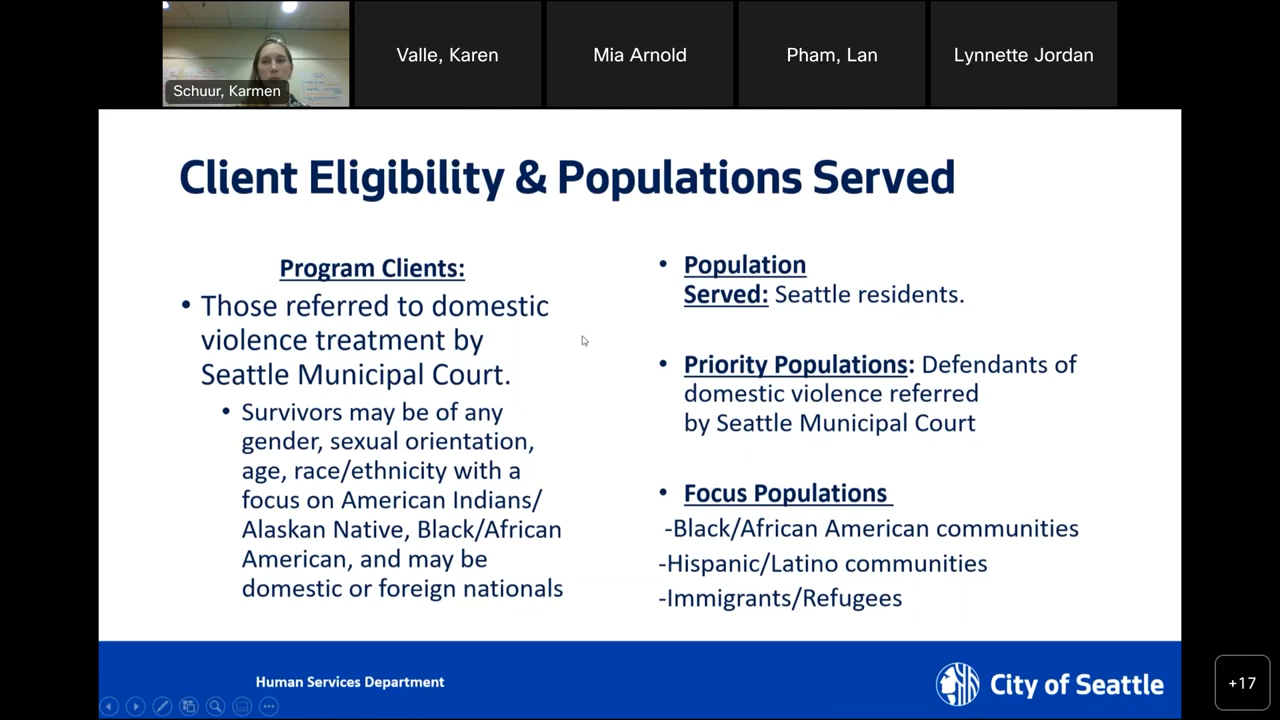 Schuur, Karmen
Valle, Karen
Mia Arnold
Pham, Lan
Lynnette Jordan
Client Eligibility & Populations Served
Program Clients:
• Those referred to domestic
violence treatment by
Seattle Municipal Court.
• Survivors may be of any
gender, sexual orientation,
age, race/ethnicity with a
focus on American Indians/
Alaskan Native, Black/African
American, and may be
domestic or foreign nationals
• Population
Served: Seattle residents.
• Priority Populations: Defendants of
domestic violence referred
by Seattle Municipal Court
• Focus Populations
-Black/African American communities
-Hispanic/Latino communities
-Immigrants/Refugees
Human Services Department
City of Seattle
+17